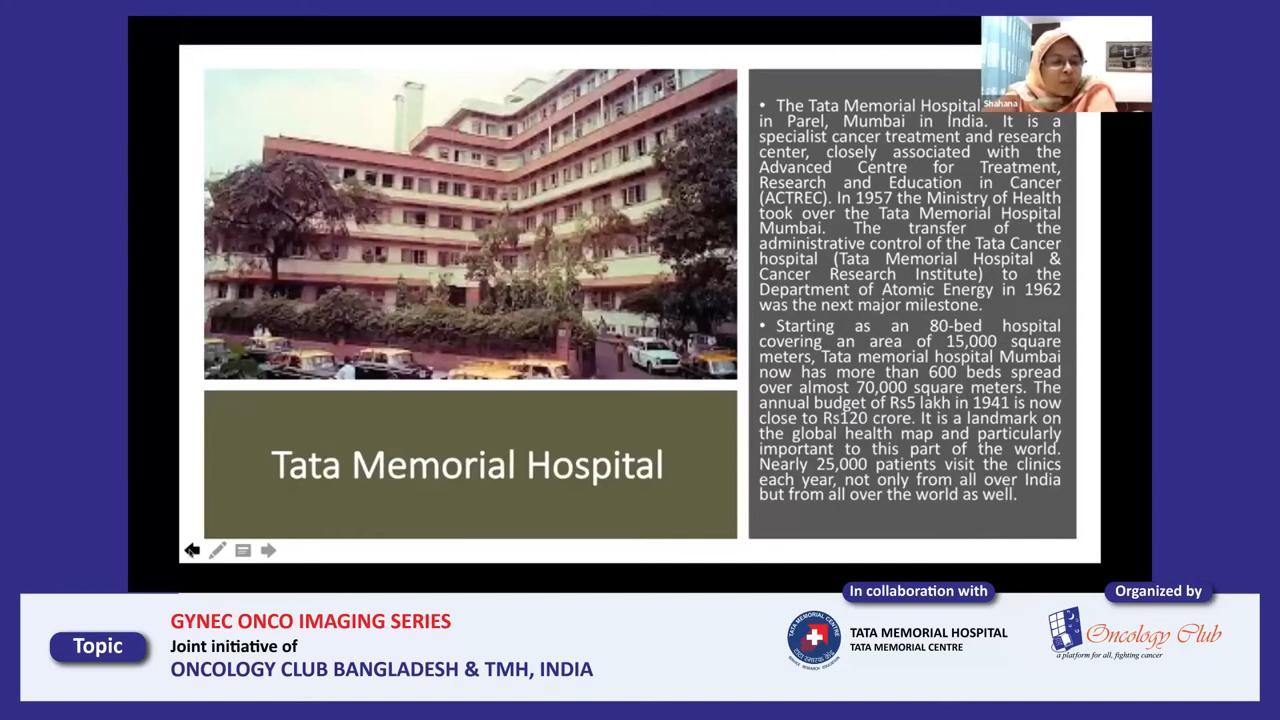 Shahana
• The Tata Memorial Hospital
in Parel, Mumbai in India. It is a
specialist cancer treatment and research
center, closely associated with the
Advanced Centre for Treatment,
Research and Education in Cancer
(ACTREC). In 1957 the Ministry of Health
took over the Tata Memorial Hospital
Mumbai. The transfer of the
administrative control of the Tata Cancer
hospital (Tata Memorial Hospital &
Cancer Research Institute) to the
Department of Atomic Energy in 1962
was the next major milestone.
• Starting as an 80-bed hospital
covering an area of 15,000 square
meters, Tata memorial hospital Mumbai
now has more than 600 beds spread
over almost 70,000 square meters. The
annual budget of Rs5 lakh in 1941 is now
close to Rs120 crore. It is a landmark on
the global health map and particularly
important to this part of the world.
Nearly 25,000 patients visit the clinics
each year, not only from all over India
but from all over the world as well.
Tata Memorial Hospital
Topic
GYNEC ONCO IMAGING SERIES
Joint initiative of
ONCOLOGY CLUB BANGLADESH & TMH, INDIA
In collaboration with
TATA MEMORIAL CENTRE
TATA MEMORIAL HOSPITAL
TATA MEMORIAL CENTRE
Organized by
Oncology Club
a platform for all, fighting cancer